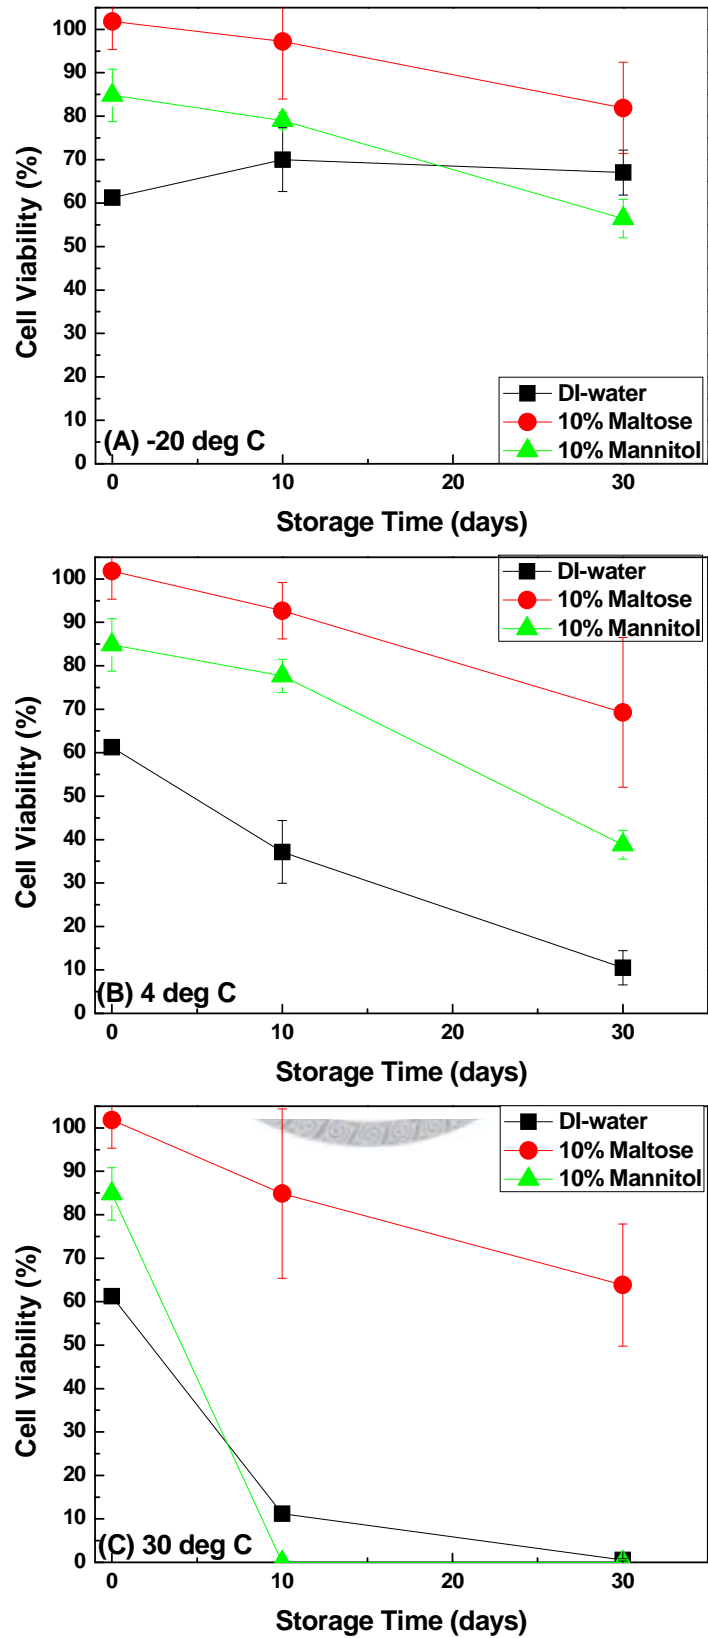 100
90
80
70
60
50
40
30
20
10
0
Cell Viability (%)
DI-water
10% Maltose
10% Mannitol
(A) -20 deg C
0 10 20 30
Storage Time (days)
100
90
80
70
60
50
40
30
20
10
0
Cell Viability (%)
DI-water
10% Maltose
10% Mannitol
(B) 4 deg C
0 10 20 30
Storage Time (days)
100
90
80
70
60
50
40
30
20
10
0
Cell Viability (%)
DI-water
10% Maltose
10% Mannitol
(C) 30 deg C
0 10 20 30
Storage Time (days)